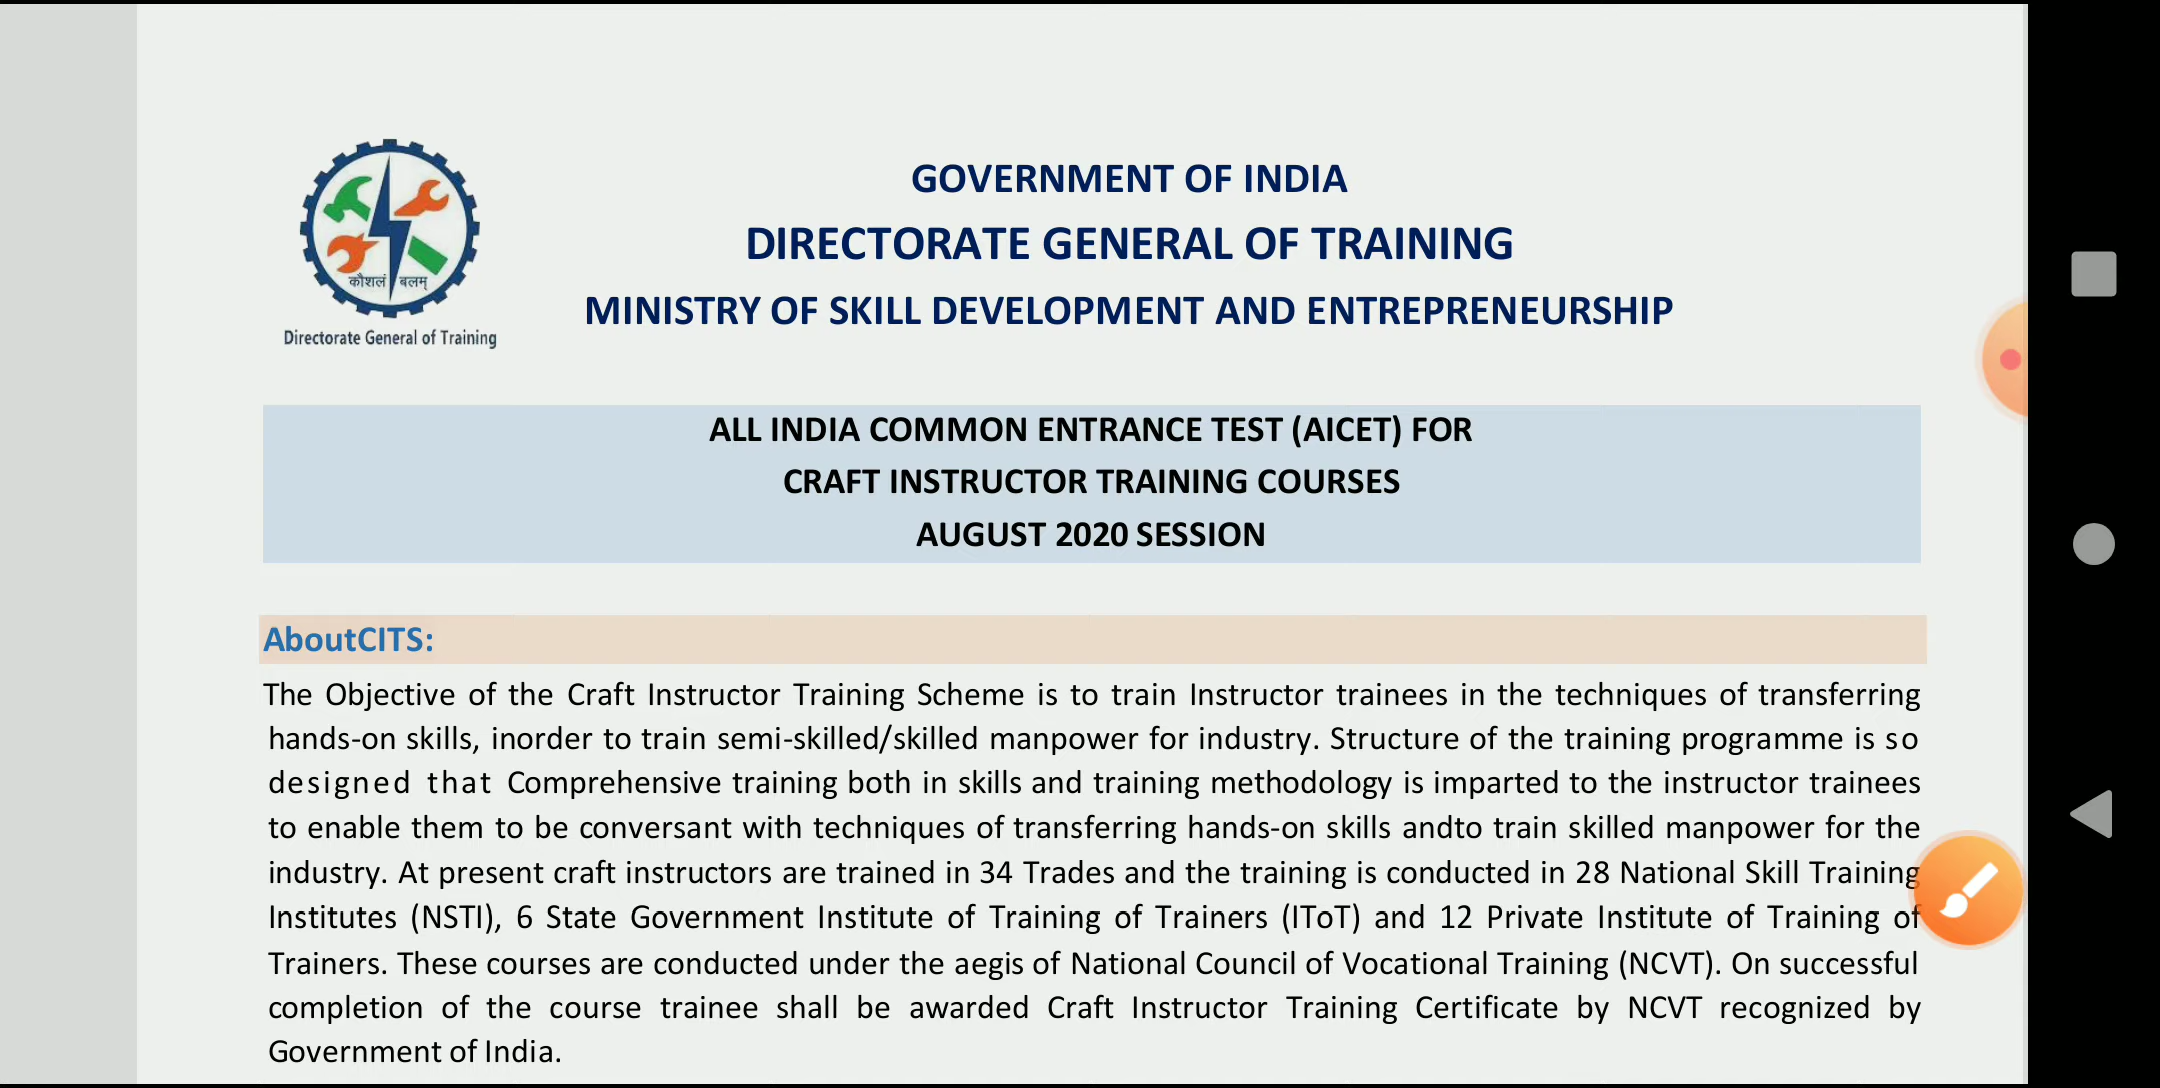 कौशलं बलम्
Directorate General of Training
GOVERNMENT OF INDIA
DIRECTORATE GENERAL OF TRAINING
MINISTRY OF SKILL DEVELOPMENT AND ENTREPRENEURSHIP
ALL INDIA COMMON ENTRANCE TEST (AICET) FOR
CRAFT INSTRUCTOR TRAINING COURSES
AUGUST 2020 SESSION
AboutCITS:
The Objective of the Craft Instructor Training Scheme is to train Instructor trainees in the techniques of transferring
hands-on skills, inorder to train semi-skilled/skilled manpower for industry. Structure of the training programme is so
designed that Comprehensive training both in skills and training methodology is imparted to the instructor trainees
to enable them to be conversant with techniques of transferring hands-on skills andto train skilled manpower for the
industry. At present craft instructors are trained in 34 Trades and the training is conducted in 28 National Skill Training
Institutes (NSTI), 6 State Government Institute of Training of Trainers (IToT) and 12 Private Institute of Training of
Trainers. These courses are conducted under the aegis of National Council of Vocational Training (NCVT). On successful
completion of the course trainee shall be awarded Craft Instructor Training Certificate by NCVT recognized by
Government of India.